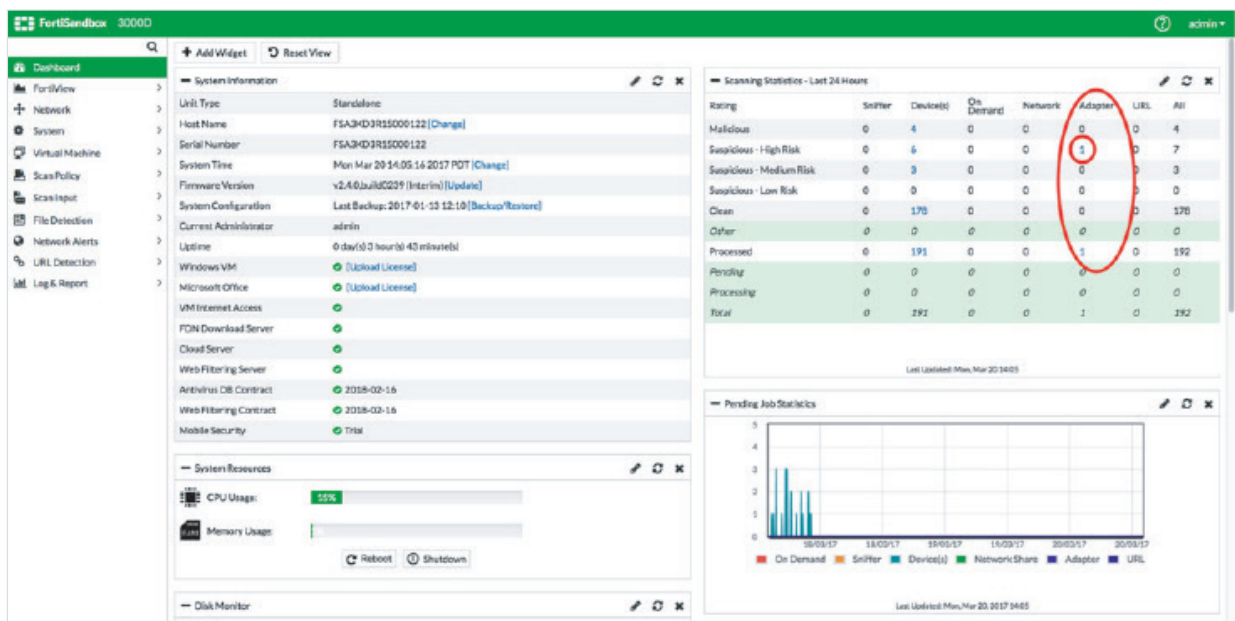 FortiSandbox 3000D
admin
Add Widget Reset View
Dashboard
FortiView
Network
System
Virtual Machine
Scan Policy
Scan Input
File Detection
Network Alerts
URL Detection
Log & Report
System Information
Unit Type Standalone
Host Name FSA3KD3R15000122 [Change]
Serial Number FSA3KD3R15000122
System Time Mon Mar 20 14:05:16 2017 PDT [Change]
Firmware Version v2.4.0,build0239 (Interim) [Update]
System Configuration Last Backup: 2017-01-13 12:10 [Backup/Restore]
Current Administrator admin
Uptime 0 day(s) 3 hour(s) 43 minute(s)
Windows VM [Upload License]
Microsoft Office [Upload License]
VM Internet Access
FDN Download Server
Cloud Server
Web Filtering Server
Antivirus DB Contract 2018-02-16
Web Filtering Contract 2018-02-16
Mobile Security Trial
System Resources
CPU Usage: 15%
Memory Usage:
Reboot Shutdown
Disk Monitor
Scanning Statistics - Last 24 Hours
Rating Sniffer Device(s) On Demand Network Adapter URL All
Malicious 0 4 0 0 0 0 4
Suspicious - High Risk 0 6 0 0 1 0 7
Suspicious - Medium Risk 0 3 0 0 0 0 3
Suspicious - Low Risk 0 0 0 0 0 0 0
Clean 0 178 0 0 0 0 178
Other 0 0 0 0 0 0 0
Processed 0 191 0 0 1 0 192
Pending 0 0 0 0 0 0 0
Processing 0 0 0 0 0 0 0
Total 0 191 0 0 1 0 192
Last Updated: Mon, Mar 20 14:05
Pending Job Statistics
5
4
3
2
1
0
18/03/17 19/03/17 19/03/17 20/03/17 20/03/17
On Demand Sniffer Device(s) Network Share Adapter URL
Last Updated: Mon, Mar 20, 2017 14:05